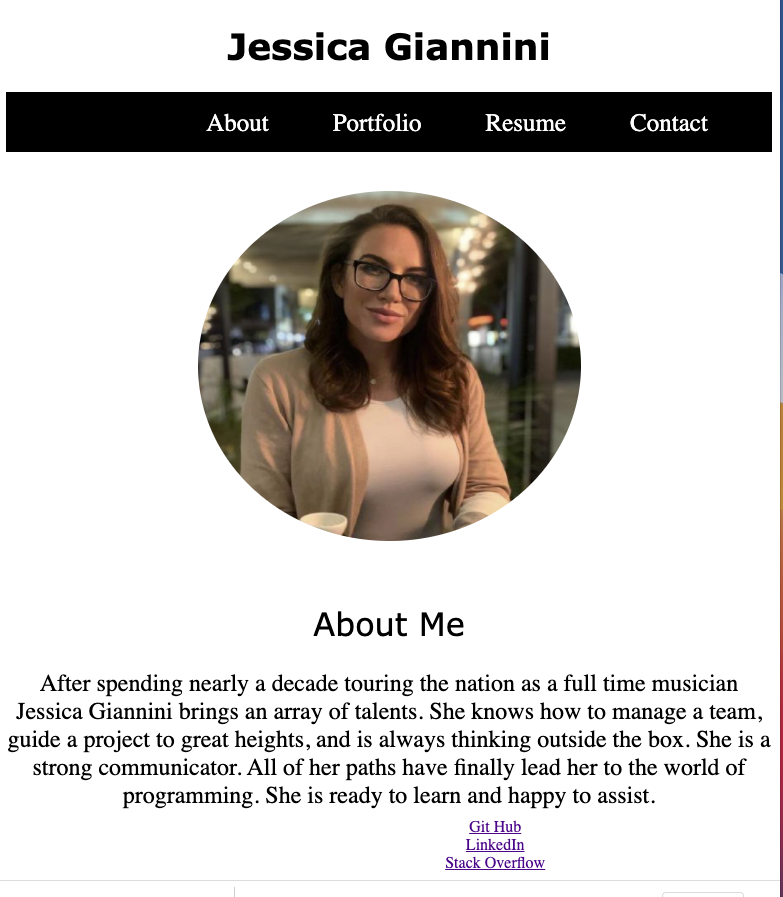 Jessica Giannini
About Portfolio Resume Contact
About Me
After spending nearly a decade touring the nation as a full time musician
Jessica Giannini brings an array of talents. She knows how to manage a team,
guide a project to great heights, and is always thinking outside the box. She is a
strong communicator. All of her paths have finally lead her to the world of
programming. She is ready to learn and happy to assist.
Git Hub
LinkedIn
Stack Overflow